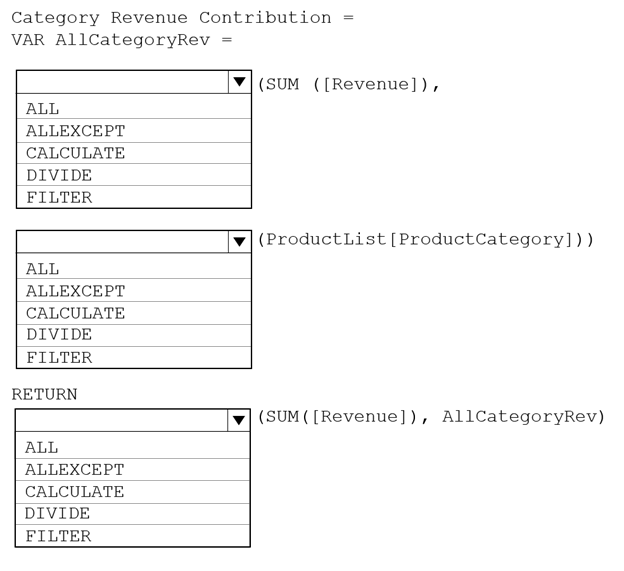 Category Revenue Contribution =
VAR AllCategoryRev =
(SUM ([Revenue]),
ALL
ALLEXCEPT
CALCULATE
DIVIDE
FILTER
(ProductList[ProductCategory]))
ALL
ALLEXCEPT
CALCULATE
DIVIDE
FILTER
RETURN
(SUM([Revenue]), AllCategoryRev)
ALL
ALLEXCEPT
CALCULATE
DIVIDE
FILTER